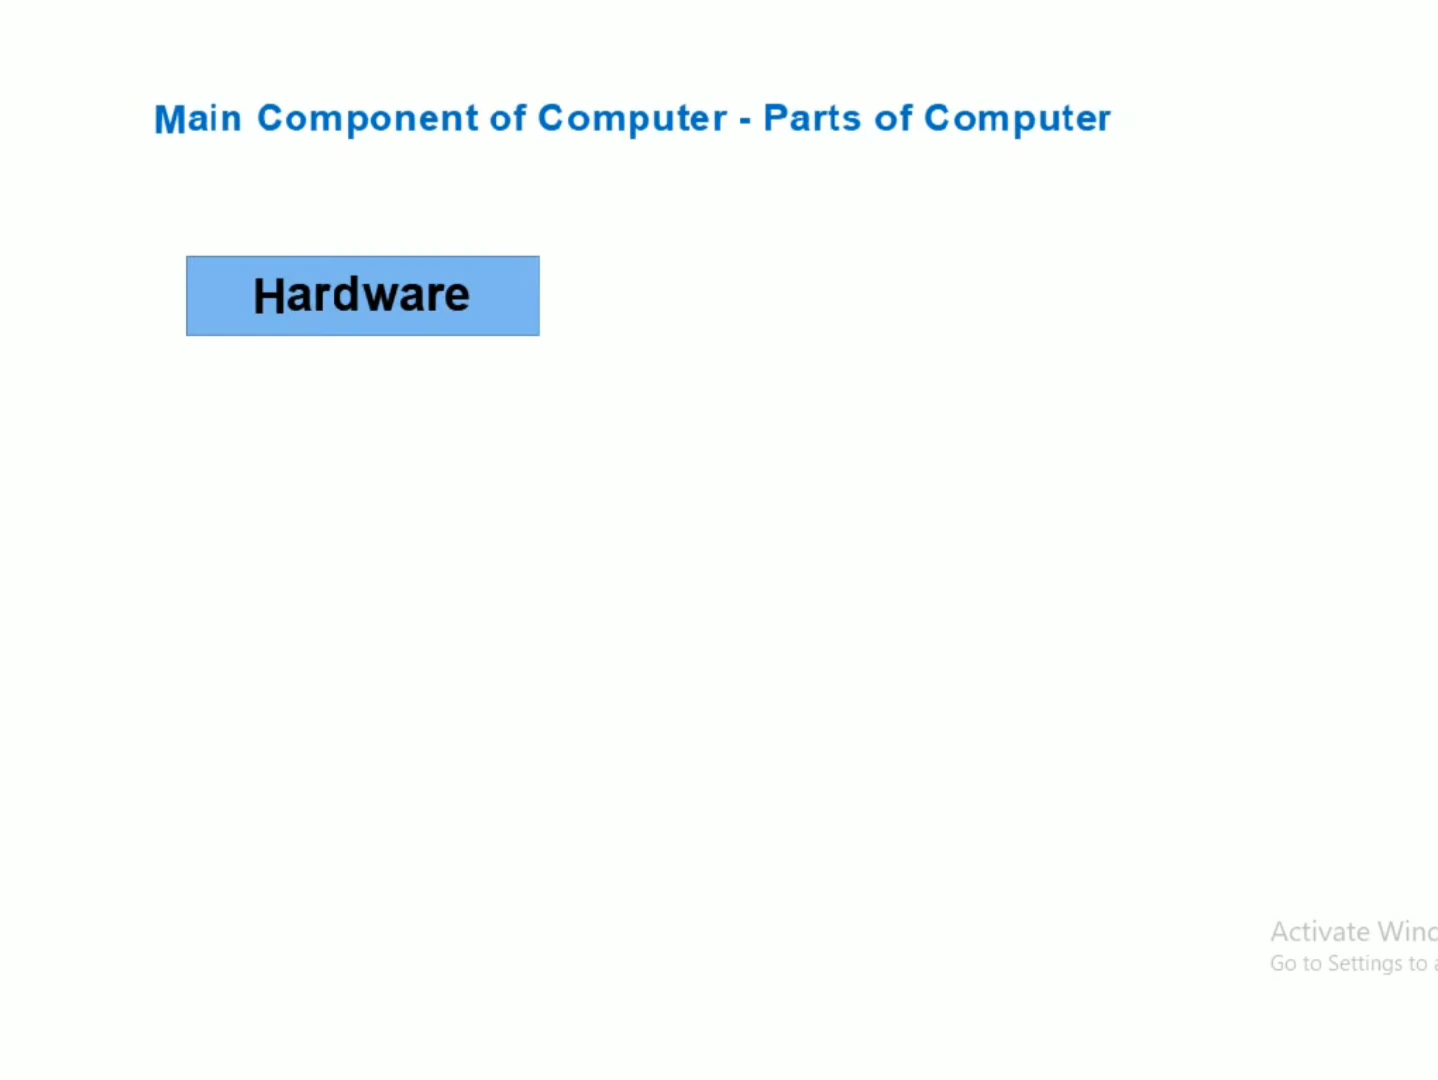 Main Component of Computer - Parts of Computer
Hardware
Activate
Go to Settings to